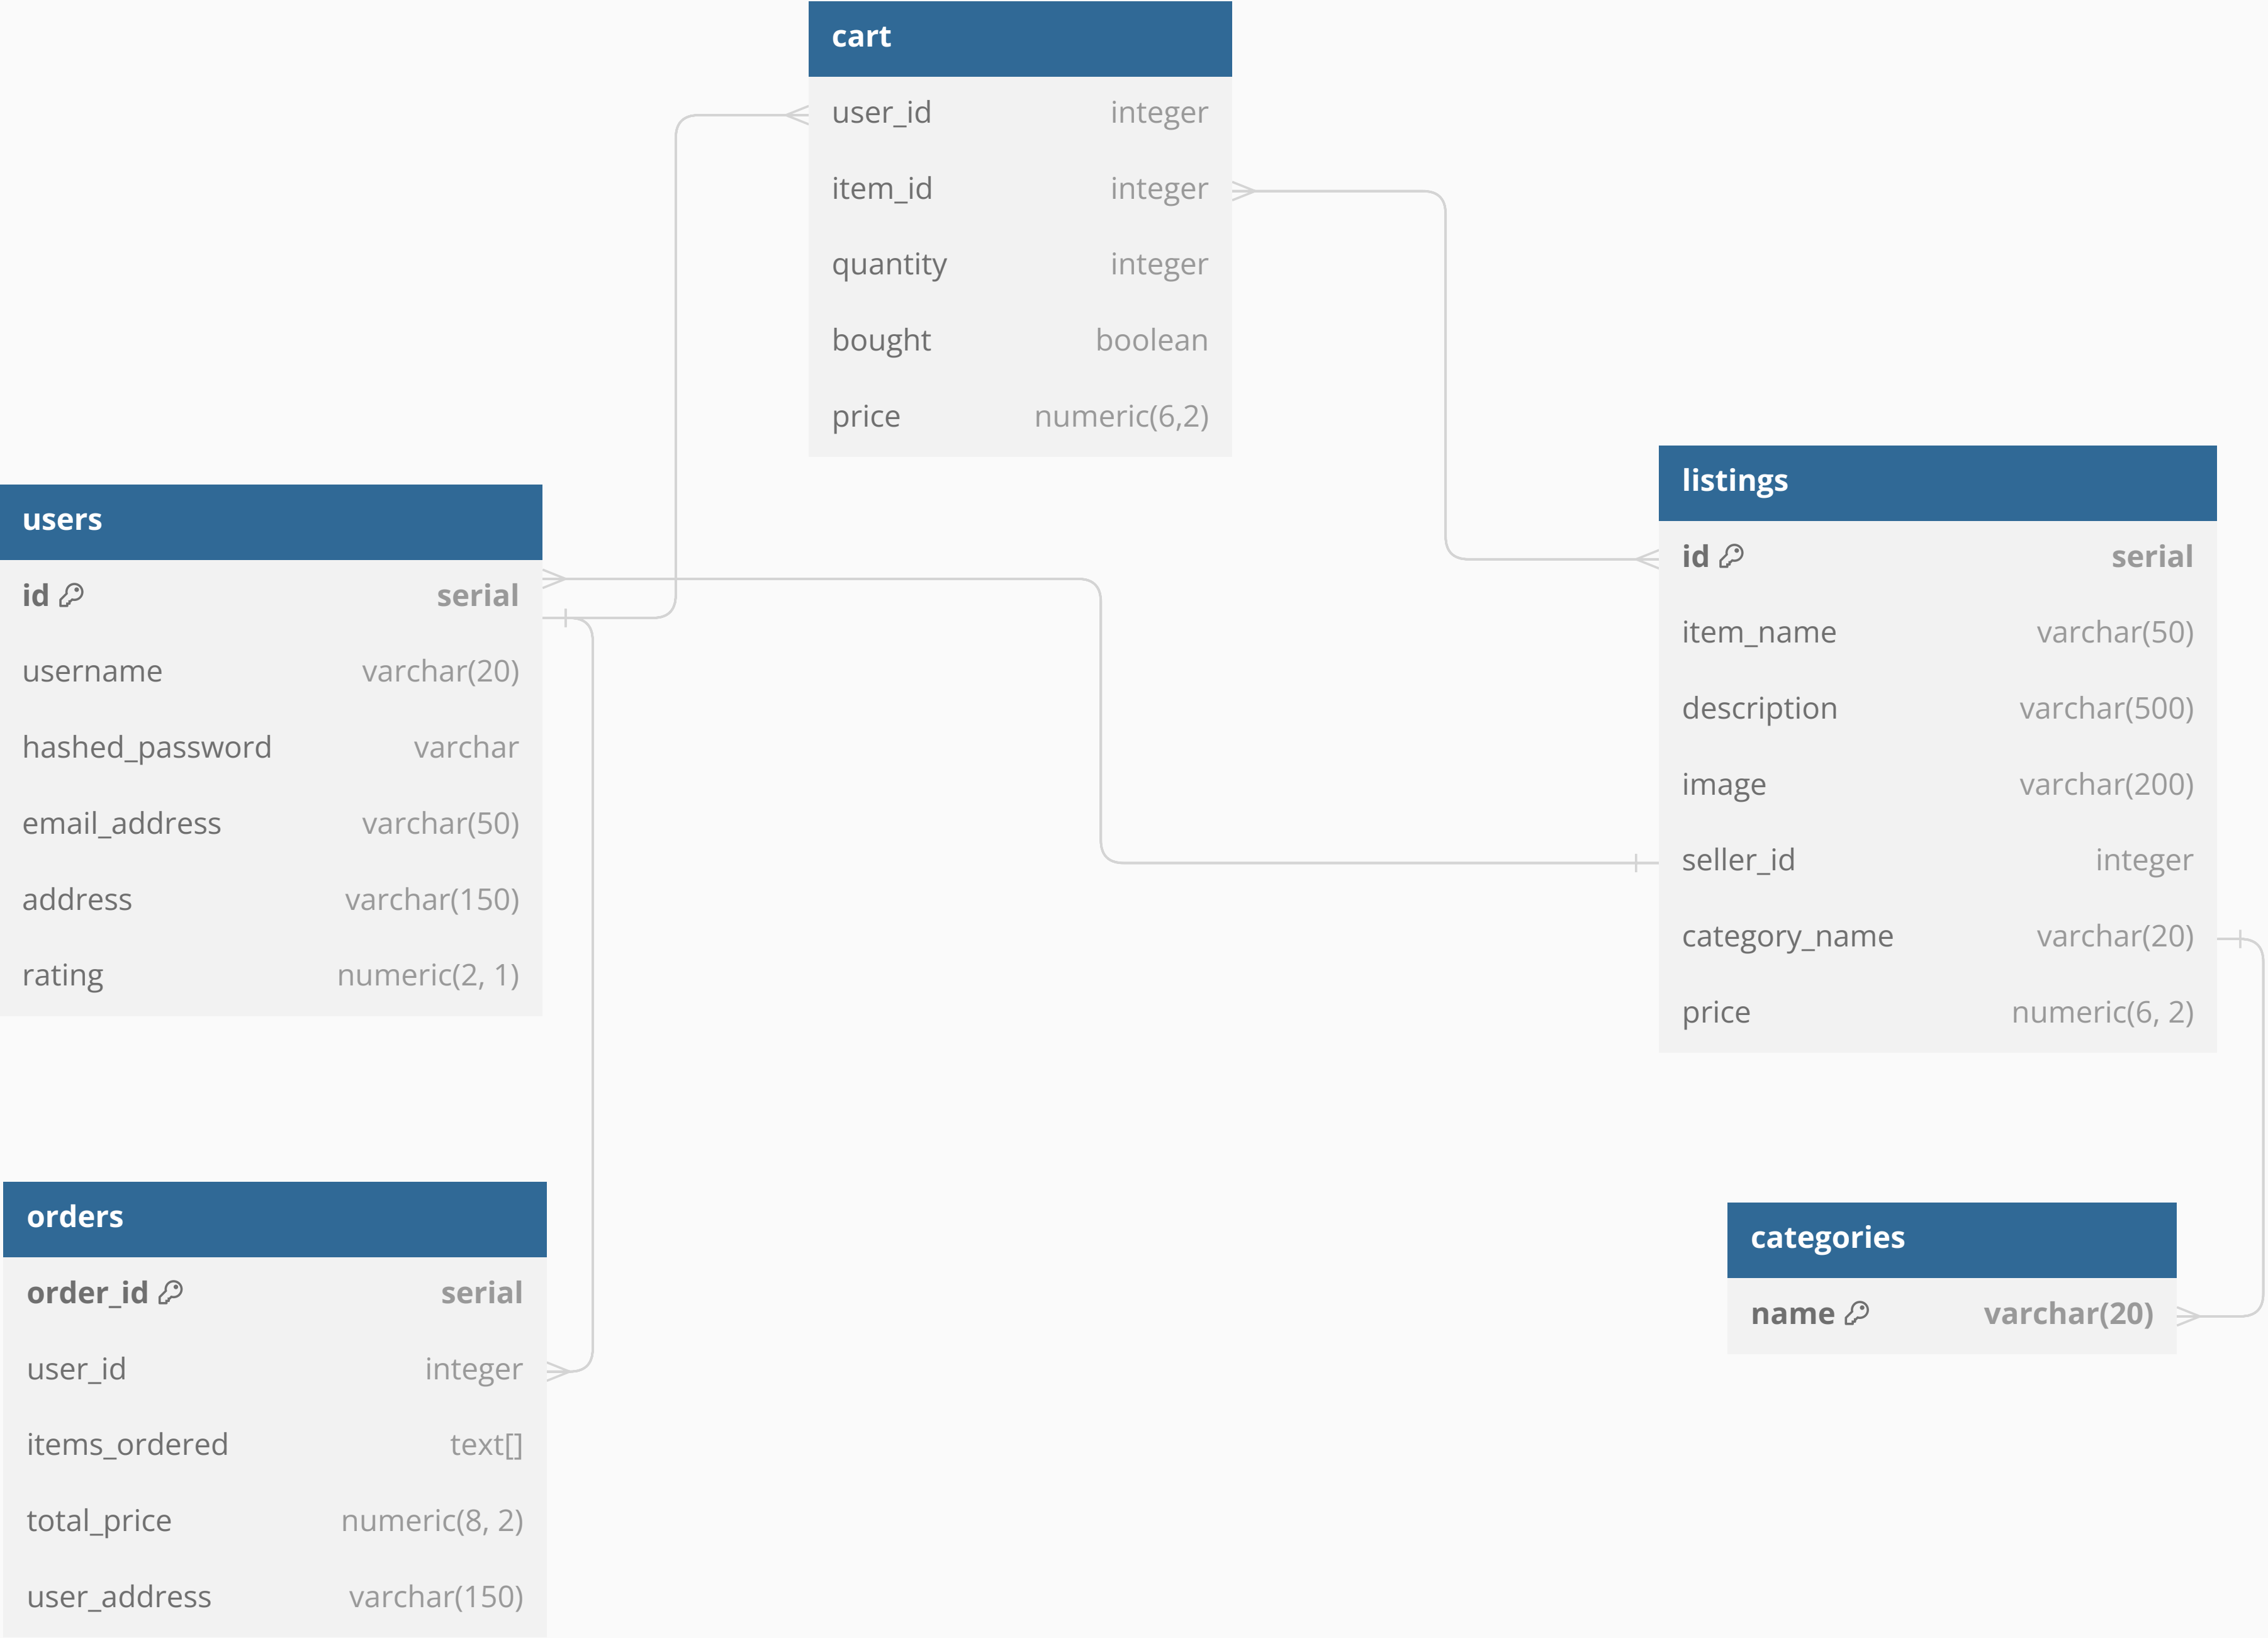 cart
user_id integer
item_id integer
quantity integer
bought boolean
price numeric(6,2)
users
id serial
username varchar(20)
hashed_password varchar
email_address varchar(50)
address varchar(150)
rating numeric(2, 1)
listings
id serial
item_name varchar(50)
description varchar(500)
image varchar(200)
seller_id integer
category_name varchar(20)
price numeric(6, 2)
orders
order_id serial
user_id integer
items_ordered text[]
total_price numeric(8, 2)
user_address varchar(150)
categories
name varchar(20)